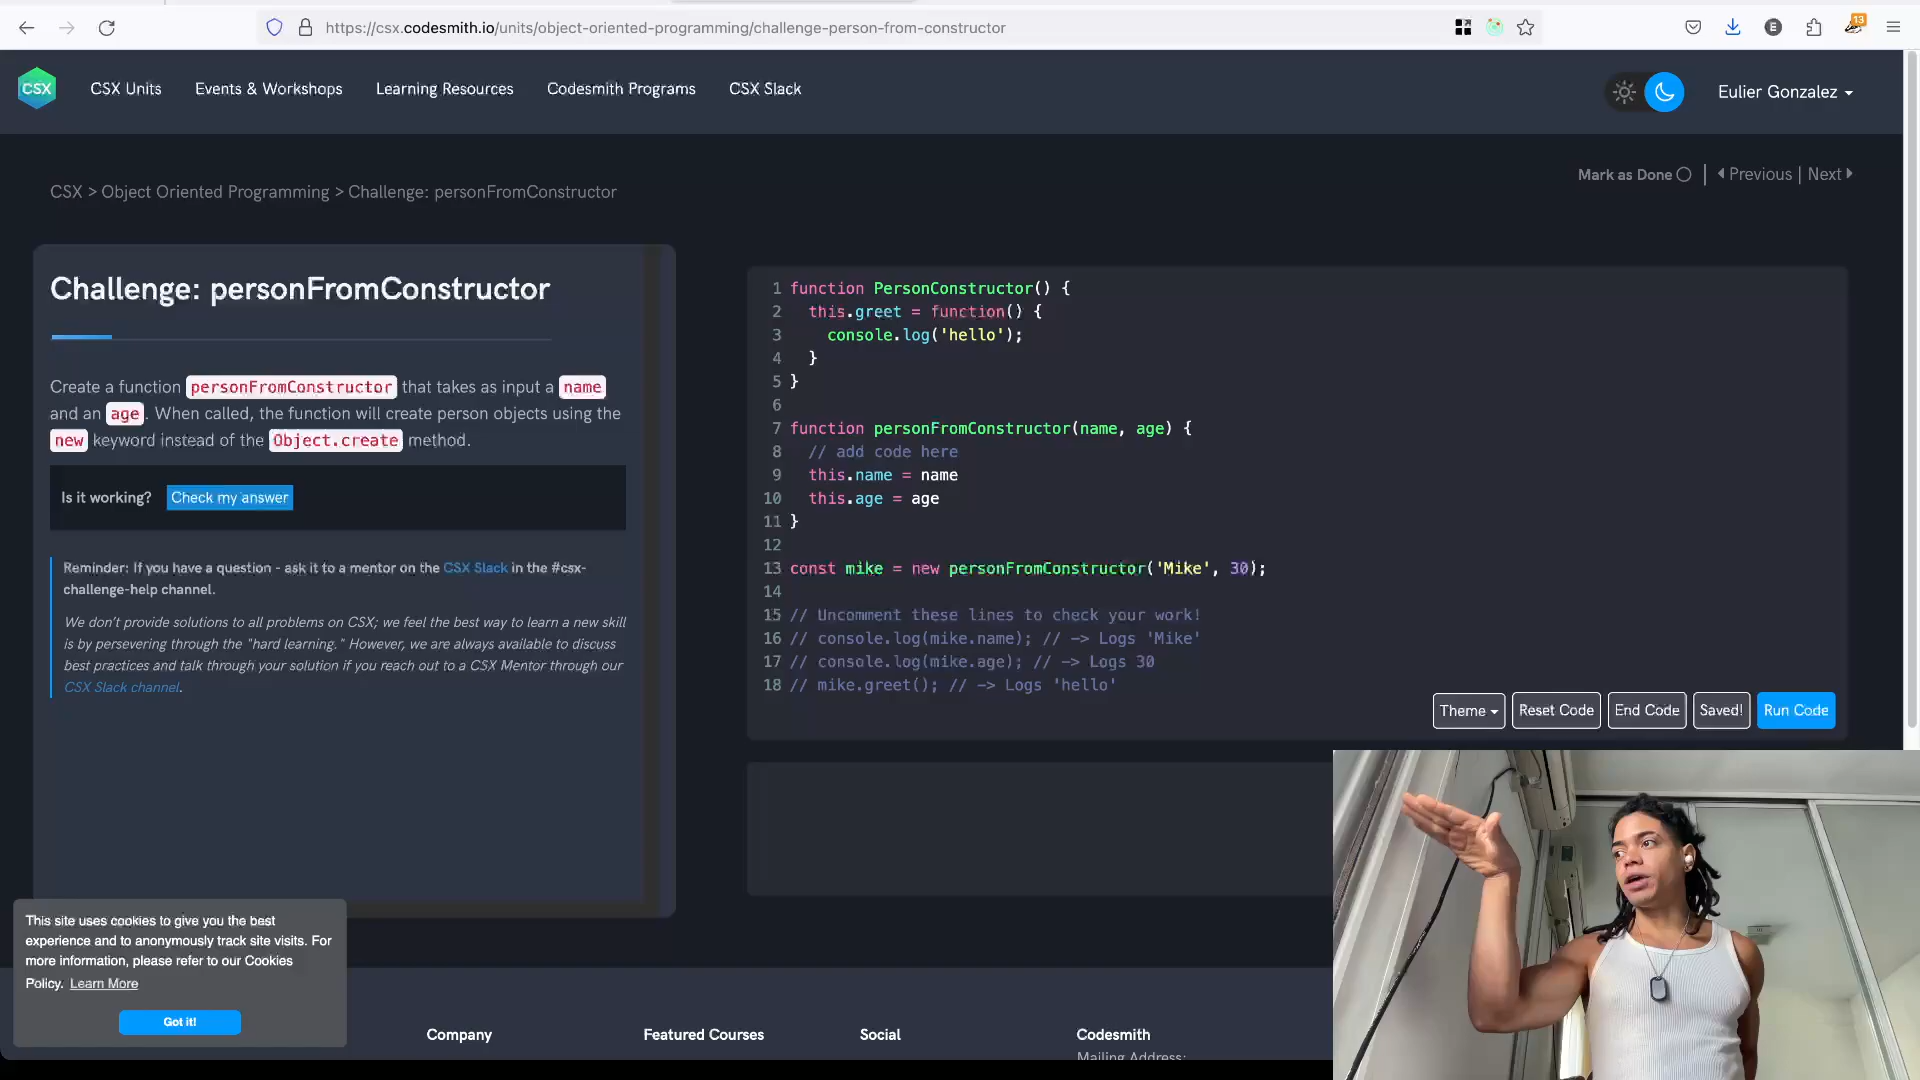 https://csx.codesmith.io/units/object-oriented-programming/challenge-person-from-constructor
13
CSX
CSX Units
Events & Workshops
Learning Resources
Codesmith Programs
CSX Slack
Eulier Gonzalez
Mark as Done
Previous | Next
CSX > Object Oriented Programming > Challenge: personFromConstructor
Challenge: personFromConstructor
Create a function personFromConstructor that takes as input a name
and an age. When called, the function will create person objects using the
new keyword instead of the Object.create method.
Is it working? Check my answer
Reminder: If you have a question - ask it to a mentor on the CSX Slack in the #csx-
challenge-help channel.
We don't provide solutions to all problems on CSX; we feel the best way to learn a new skill
is by persevering through the "hard learning." However, we are always available to discuss
best practices and talk through your solution if you reach out to a CSX Mentor through our
CSX Slack channel.
1 function PersonConstructor() {
2 this.greet = function() {
3 console.log('hello');
4 }
5 }
6
7 function personFromConstructor(name, age) {
8 // add code here
9 this.name = name
10 this.age = age
11 }
12
13 const mike = new personFromConstructor('Mike', 30);
14
15 // Uncomment these lines to check your work!
16 // console.log(mike.name); // -> Logs 'Mike'
17 // console.log(mike.age); // -> Logs 30
18 // mike.greet(); // -> Logs 'hello'
Theme
Reset Code
End Code
Saved!
Run Code
This site uses cookies to give you the best
experience and to anonymously track site visits. For
more information, please refer to our Cookies
Policy. Learn More
Got it!
Company
Featured Courses
Social
Codesmith
Mailing Address: